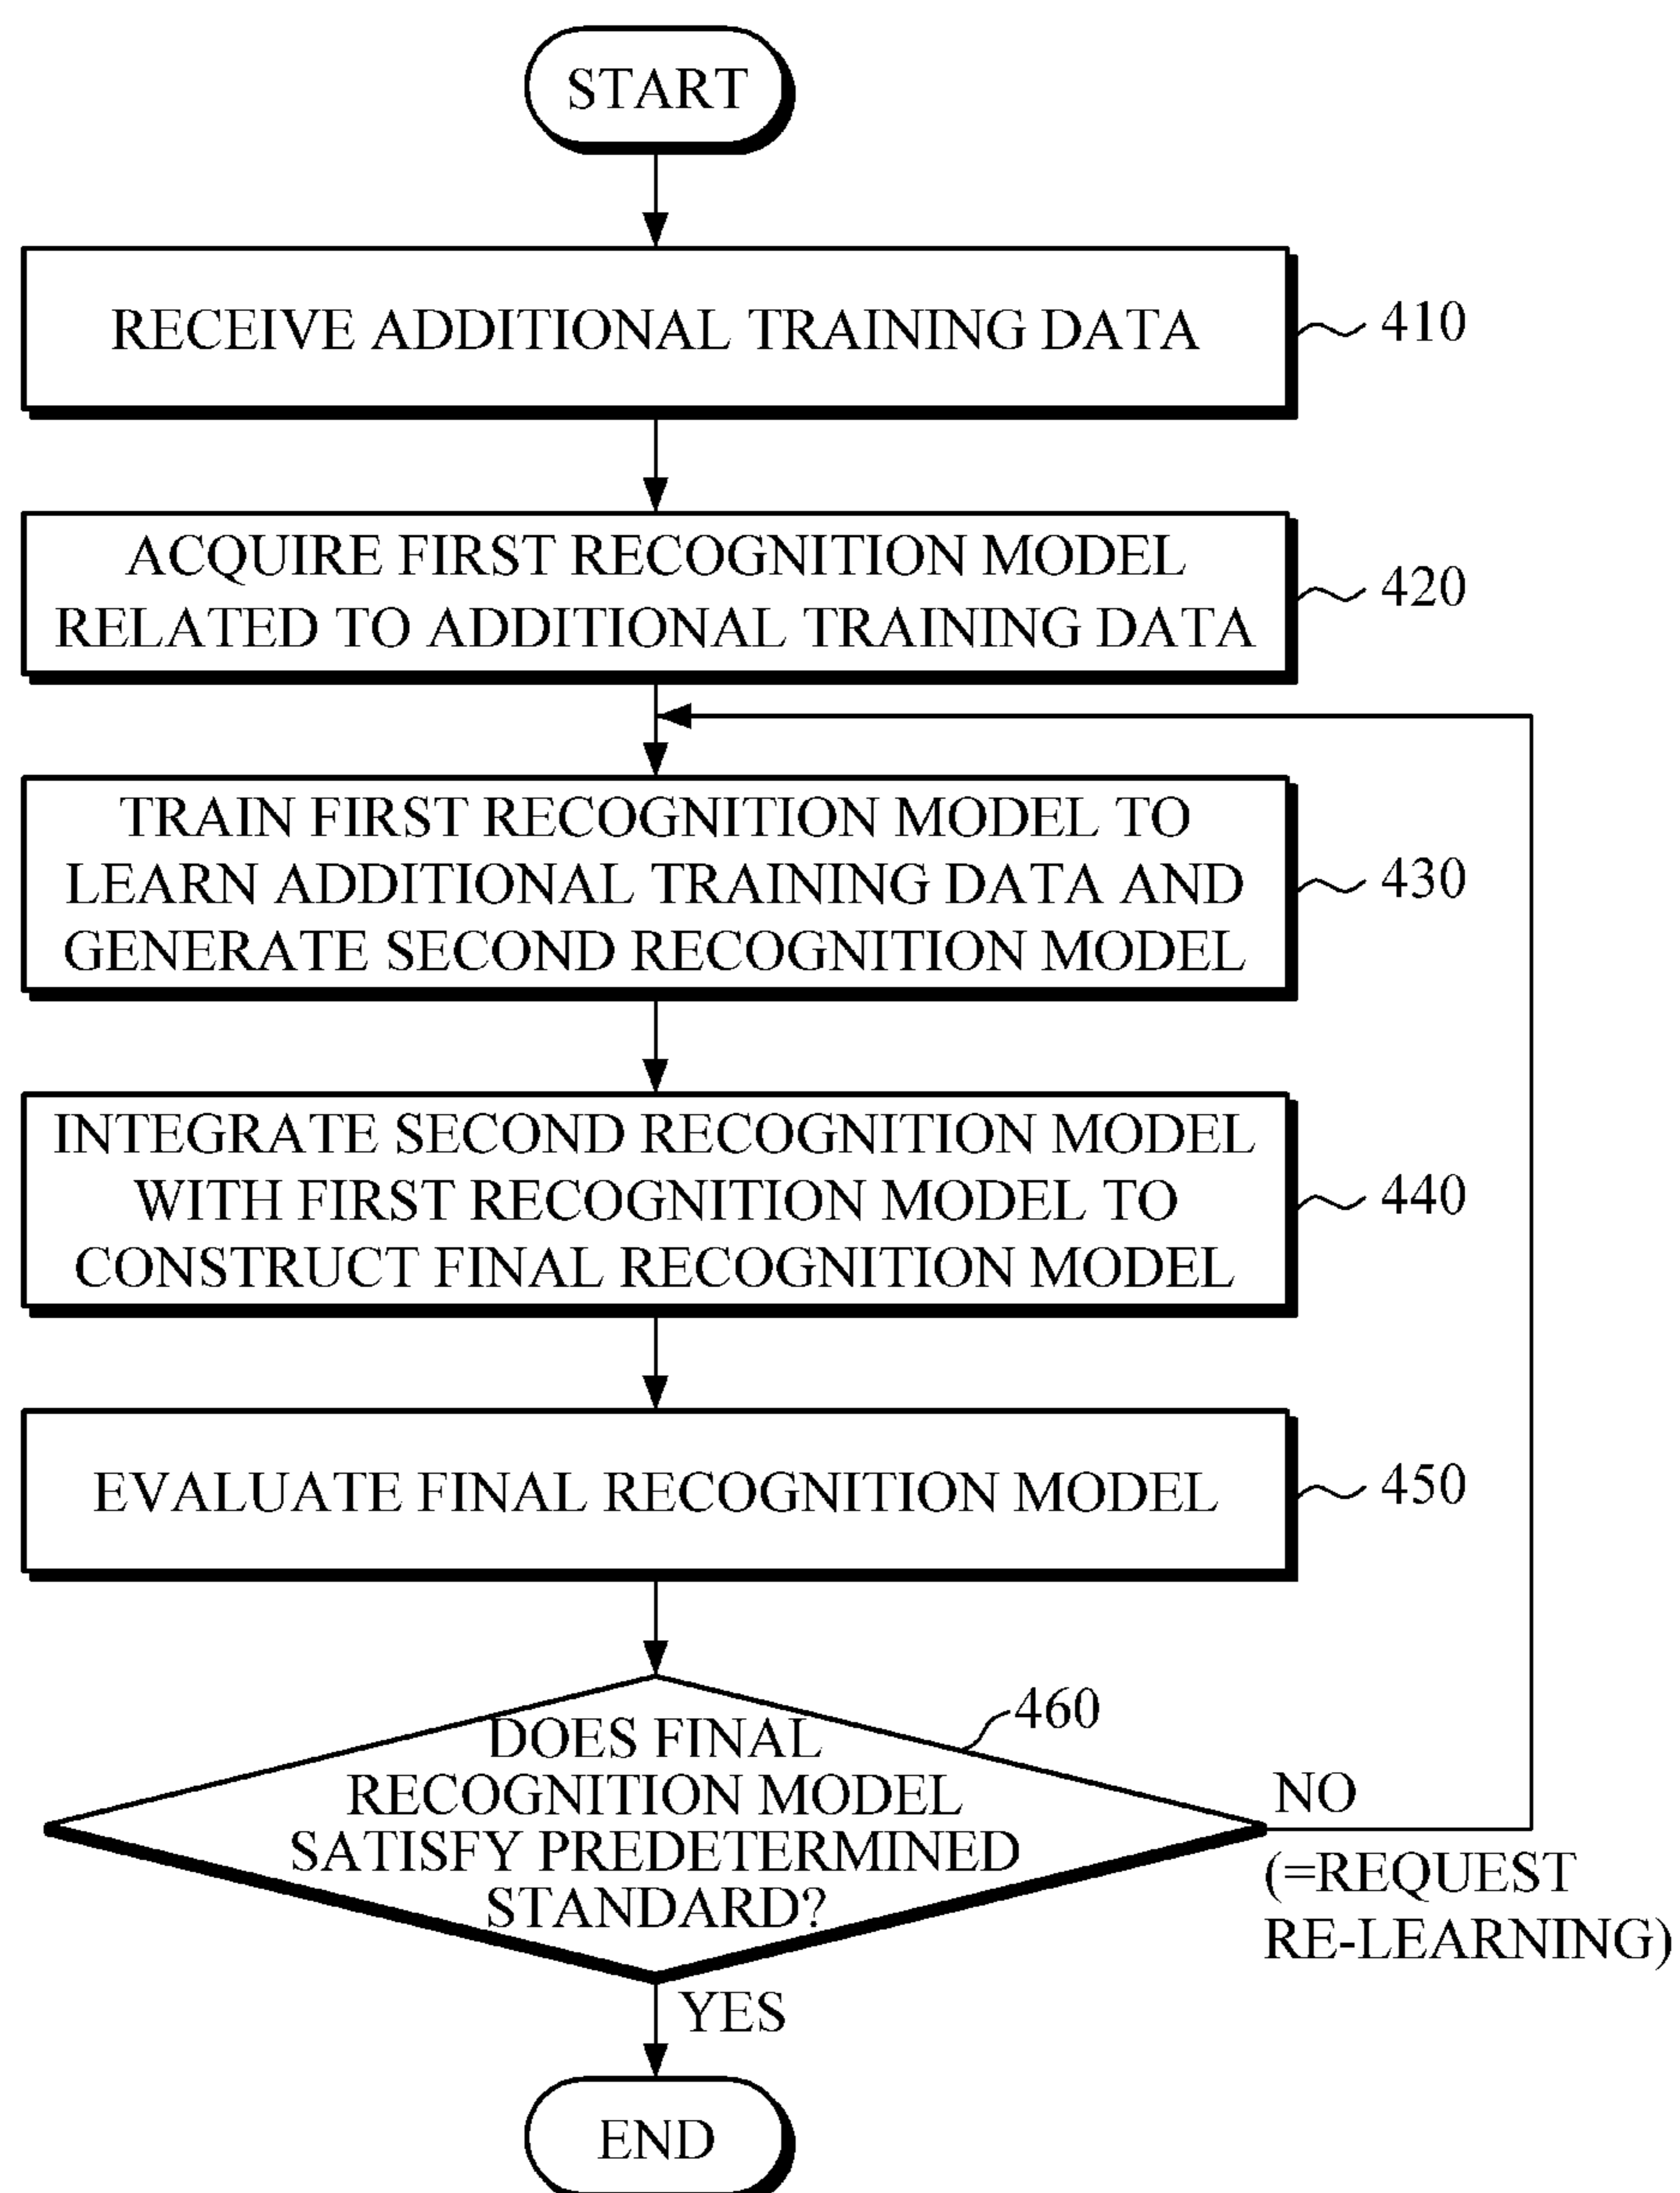 START
RECEIVE ADDITIONAL TRAINING DATA
410
ACQUIRE FIRST RECOGNITION MODEL
RELATED TO ADDITIONAL TRAINING DATA
420
TRAIN FIRST RECOGNITION MODEL TO
LEARN ADDITIONAL TRAINING DATA AND
GENERATE SECOND RECOGNITION MODEL
430
INTEGRATE SECOND RECOGNITION MODEL
WITH FIRST RECOGNITION MODEL TO
CONSTRUCT FINAL RECOGNITION MODEL
440
EVALUATE FINAL RECOGNITION MODEL
450
460
DOES FINAL
RECOGNITION MODEL
SATISFY PREDETERMINED
STANDARD?
NO
(=REQUEST
RE-LEARNING)
YES
END